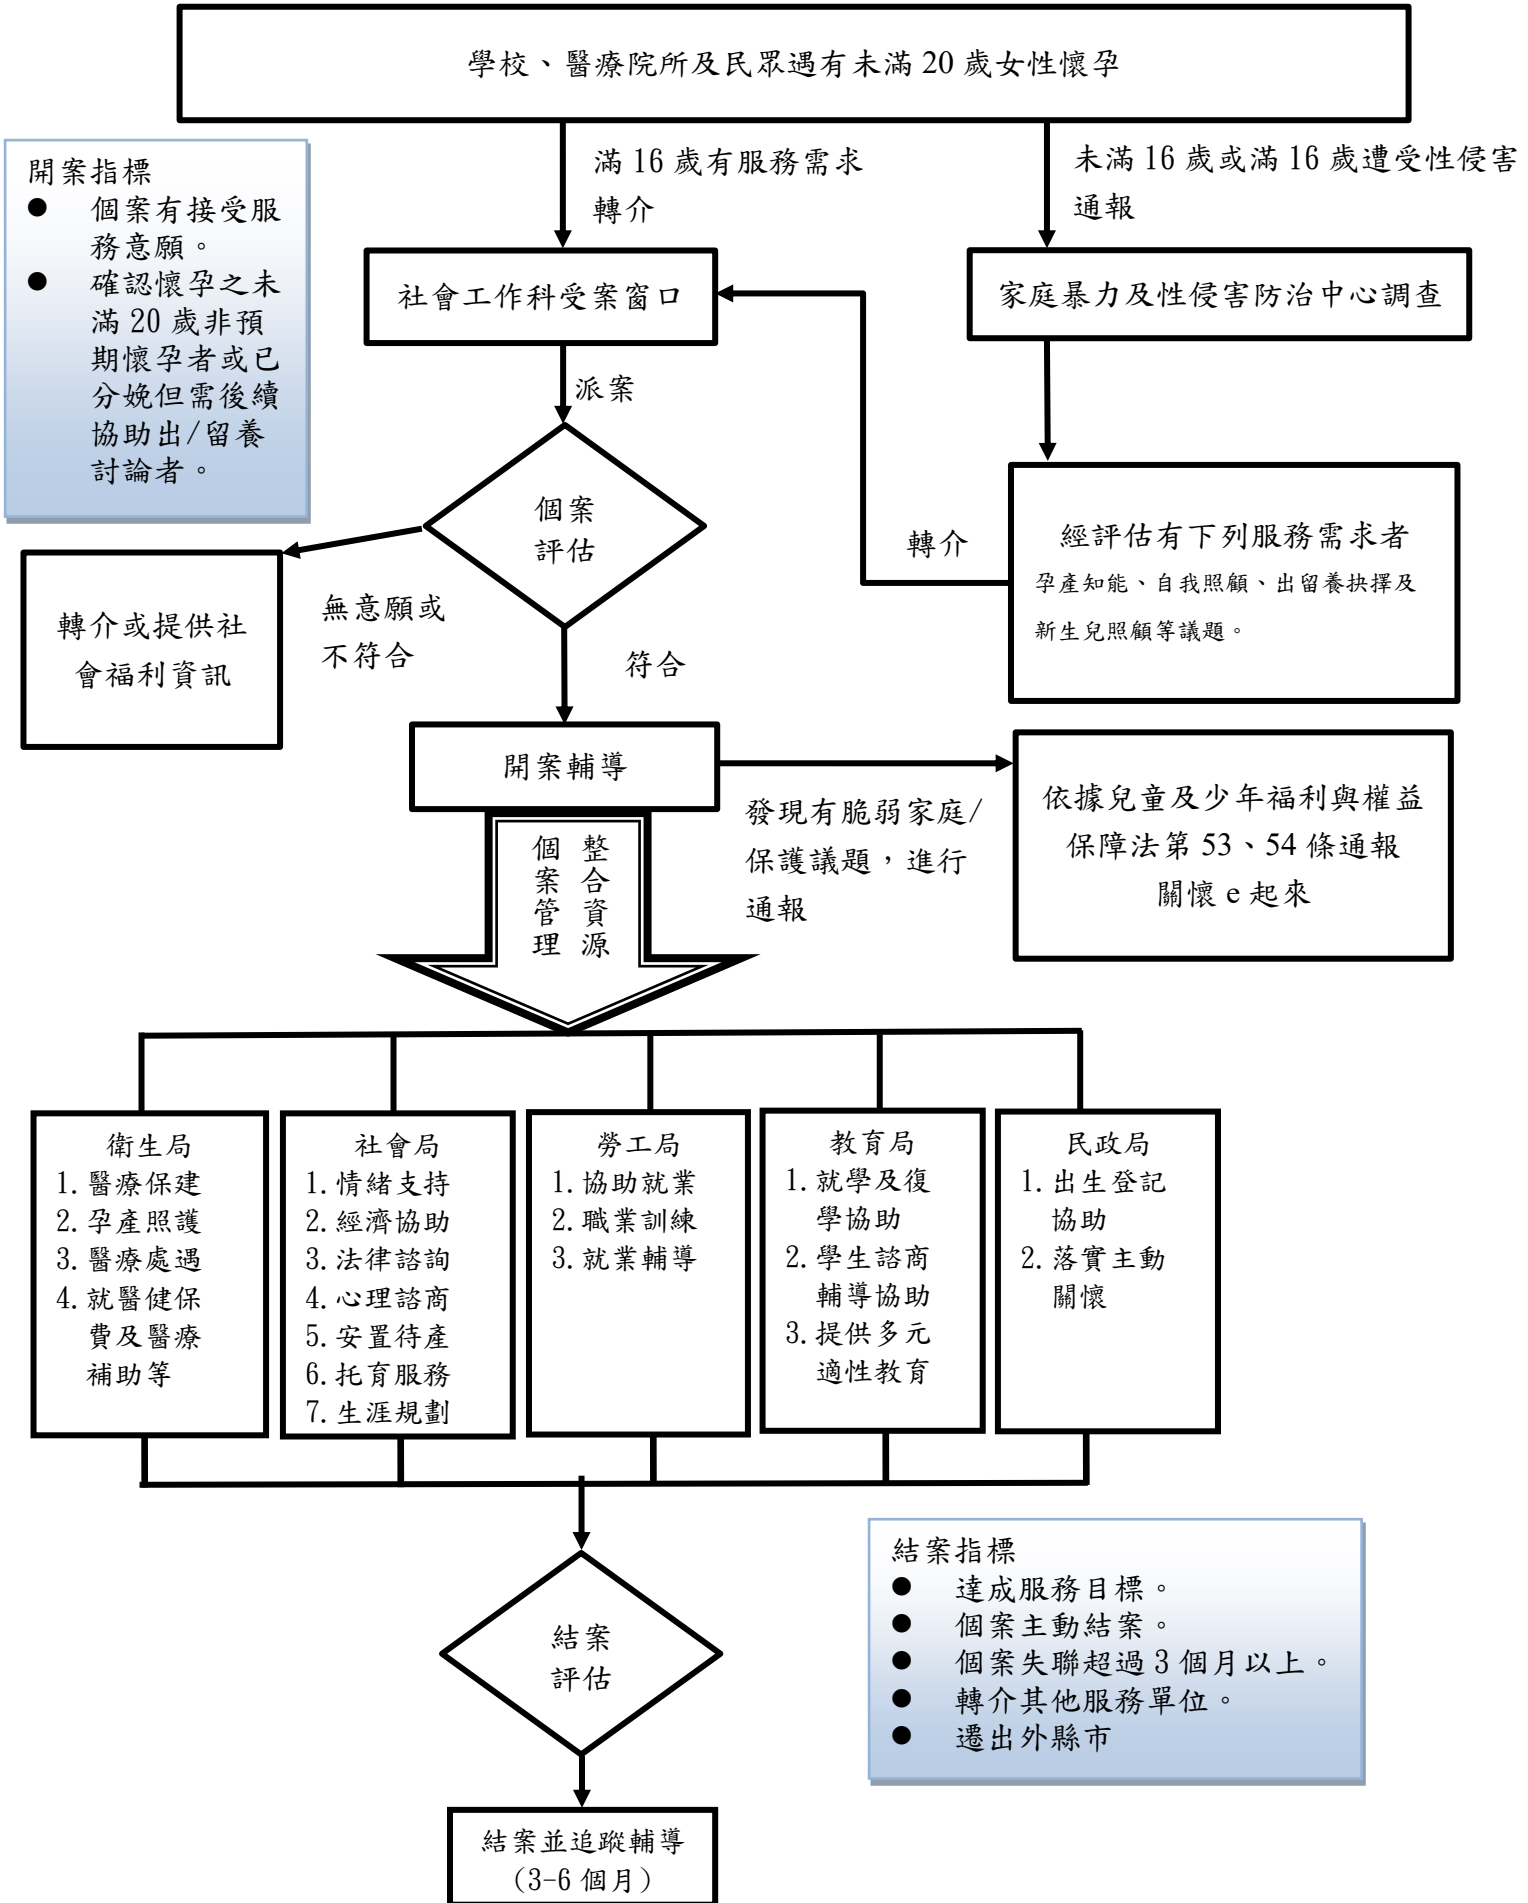 學校、醫療院所及民眾遇有未滿 20 歲女性懷孕
開案指標
● 個案有接受服
務意願。
● 確認懷孕之未
滿 20 歲非預
期懷孕者或已
分娩但需後續
協助出/留養
討論者。
滿 16 歲有服務需求
轉介
未滿 16 歲或滿 16 歲遭受性侵害
通報
社會工作科受案窗口
家庭暴力及性侵害防治中心調查
派案
個案
評估
轉介
經評估有下列服務需求者
孕產知能、自我照顧、出留養抉擇及
新生兒照顧等議題。
無意願或
不符合
轉介或提供社
會福利資訊
符合
開案輔導
發現有脆弱家庭/
保護議題，進行
通報
依據兒童及少年福利與權益
保障法第 53、54 條通報
關懷 e 起來
整合資源
個案管理
衛生局
1. 醫療保建
2. 孕產照護
3. 醫療處遇
4. 就醫健保
費及醫療
補助等
社會局
1. 情緒支持
2. 經濟協助
3. 法律諮詢
4. 心理諮商
5. 安置待產
6. 托育服務
7. 生涯規劃
勞工局
1. 協助就業
2. 職業訓練
3. 就業輔導
教育局
1. 就學及復
學協助
2. 學生諮商
輔導協助
3. 提供多元
適性教育
民政局
1. 出生登記
協助
2. 落實主動
關懷
結案
評估
結案指標
● 達成服務目標。
● 個案主動結案。
● 個案失聯超過 3 個月以上。
● 轉介其他服務單位。
● 遷出外縣市
結案並追蹤輔導
(3-6 個月)